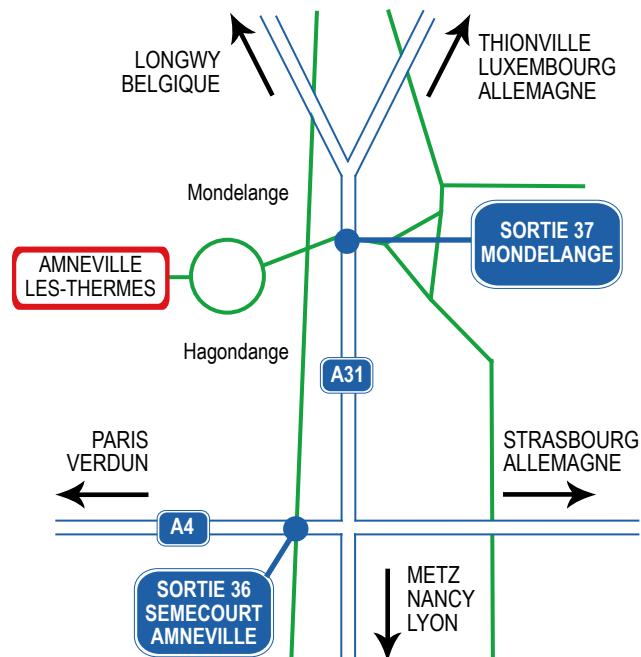 LONGWY
BELGIQUE
THIONVILLE
LUXEMBOURG
ALLEMAGNE
Mondelange
SORTIE 37
MONDELANGE
AMNEVILLE
LES-THERMES
Hagondange
A31
PARIS
VERDUN
STRASBOURG
ALLEMAGNE
A4
SORTIE 36
SEMECOURT
AMNEVILLE
METZ
NANCY
LYON